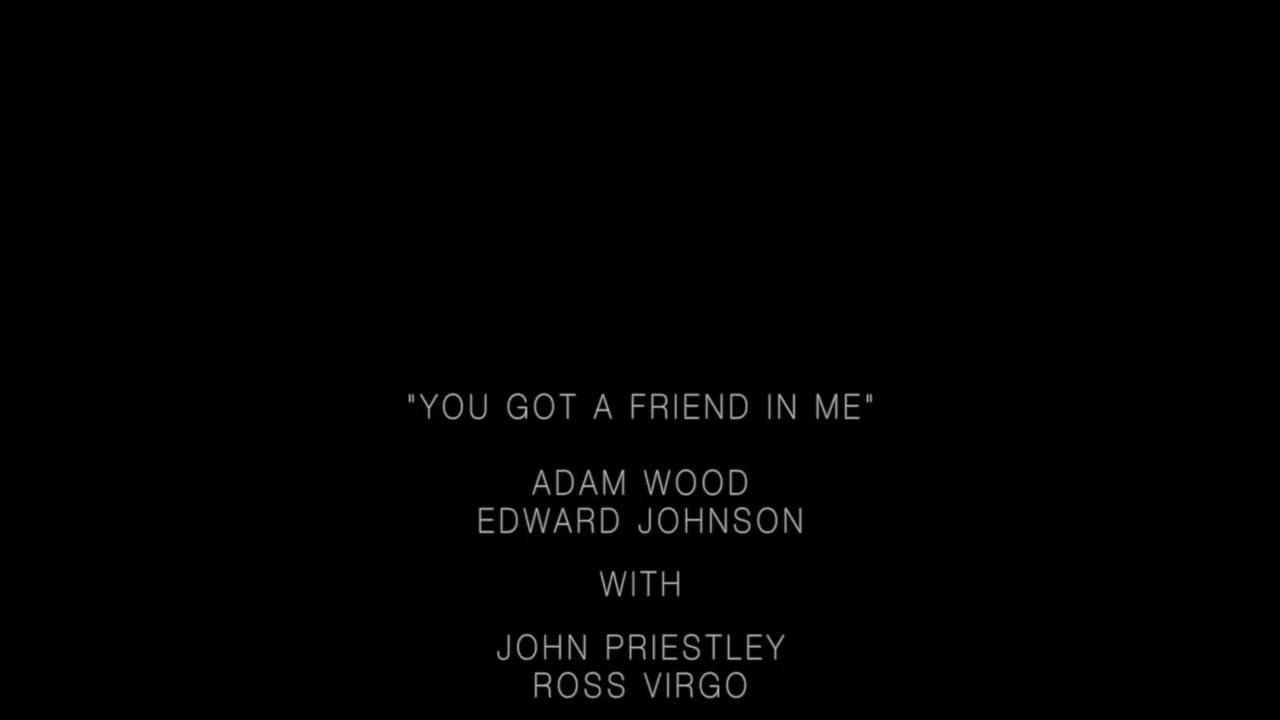 "YOU GOT A FRIEND IN ME"
ADAM WOOD
EDWARD JOHNSON
WITH
JOHN PRIESTLEY
ROSS VIRGO